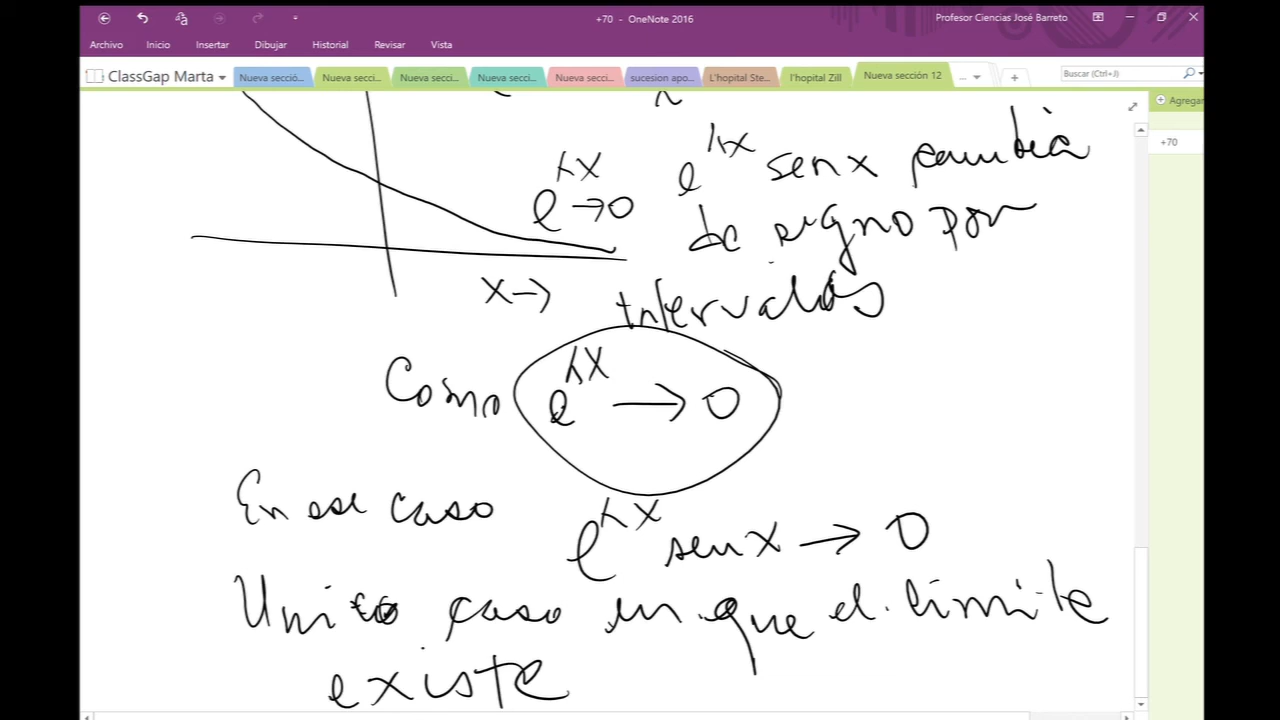 +70 - OneNote 2016
Profesor Ciencias José Barreto
Archivo Inicio Insertar Dibujar Historial Revisar Vista
ClassGap Marta
Nueva secció... Nueva secci... Nueva secci... Nueva secci... Nueva secci... sucesion apo... L'hopital Ste... l'hopital Zill Nueva sección 12 ...
Buscar (Ctrl+J)
Agregar
+70
e^λx senx cambia
e^λx → 0
de signo por
x →
intervalos
Como e^λx → 0
En ese caso
e^λx senx → 0
Unico caso en que el limite
existe